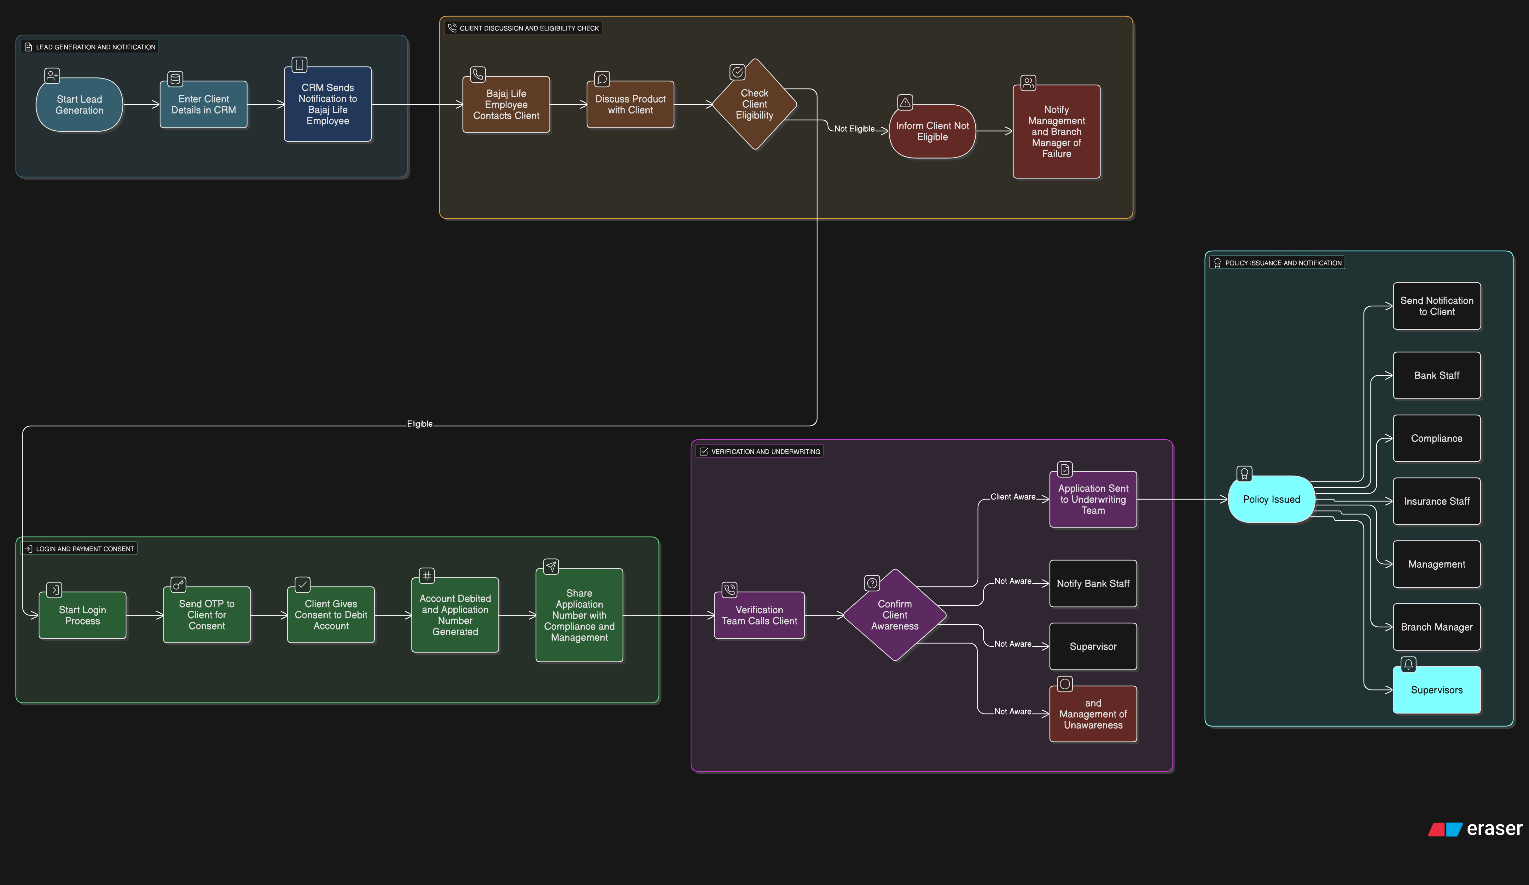 LEAD GENERATION AND NOTIFICATION
Start Lead
Generation
Enter Client
Details in CRM
CRM Sends
Notification to
Bajaj Life
Employee
CLIENT DISCUSSION AND ELIGIBILITY CHECK
Bajaj Life
Employee
Contacts Client
Discuss Product
with Client
Check
Client
Eligibility
Not Eligible
Inform Client Not
Eligible
Notify
Management
and Branch
Manager of
Failure
Eligible
LOGIN AND PAYMENT CONSENT
Start Login
Process
Send OTP to
Client for
Consent
Client Gives
Consent to Debit
Account
Account Debited
and Application
Number
Generated
Share
Application
Number with
Compliance and
Management
VERIFICATION AND UNDERWRITING
Verification
Team Calls Client
Confirm
Client
Awareness
Client Aware
Application Sent
to Underwriting
Team
Not Aware
Notify Bank Staff
Not Aware
Supervisor
Not Aware
and
Management of
Unawareness
POLICY ISSUANCE AND NOTIFICATION
Policy Issued
Send Notification
to Client
Bank Staff
Compliance
Insurance Staff
Management
Branch Manager
Supervisors
eraser